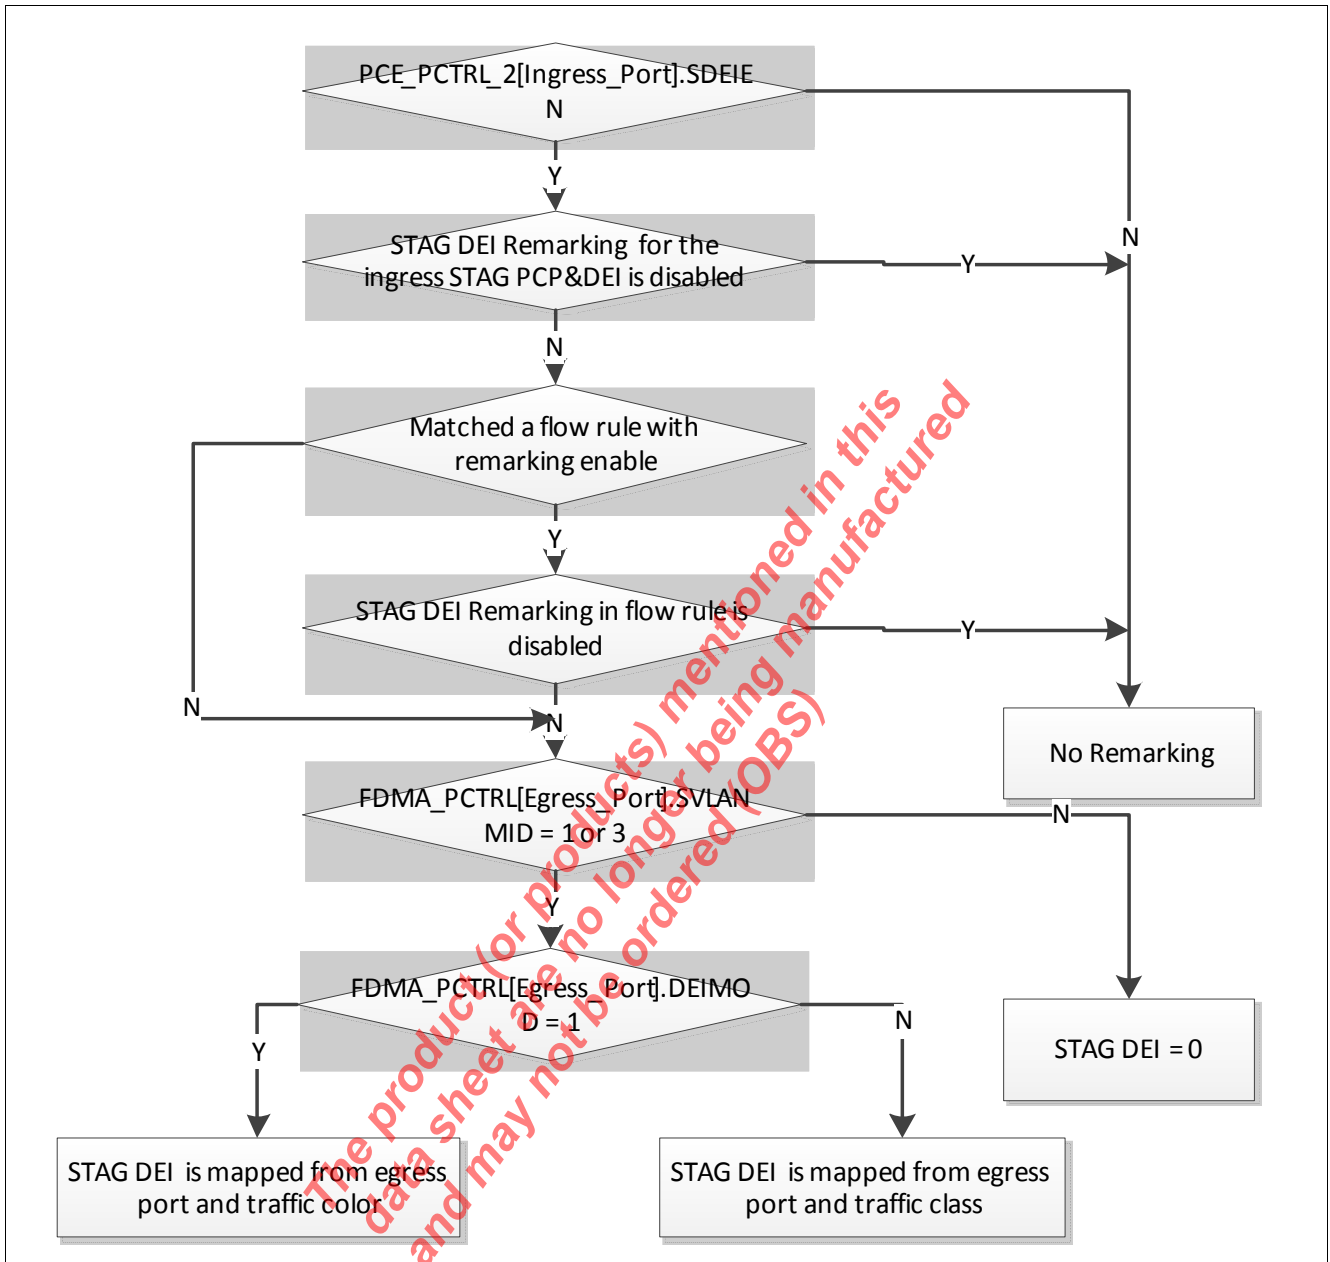 PCE_PCTRL_2[Ingress_Port].SDEIE
N
Y
N
STAG DEI Remarking for the
ingress STAG PCP&DEI is disabled
Y
N
Matched a flow rule with
remarking enable
Y
STAG DEI Remarking in flow rule is
disabled
Y
N
N
No Remarking
FDMA_PCTRL[Egress_Port].SVLAN
MID = 1 or 3
N
Y
FDMA_PCTRL[Egress_Port].DEIMO
D = 1
N
Y
STAG DEI = 0
STAG DEI is mapped from egress
port and traffic color
STAG DEI is mapped from egress
port and traffic class
The product (or products) mentioned in this
data sheet are no longer being manufactured
and may not be ordered (OBS)